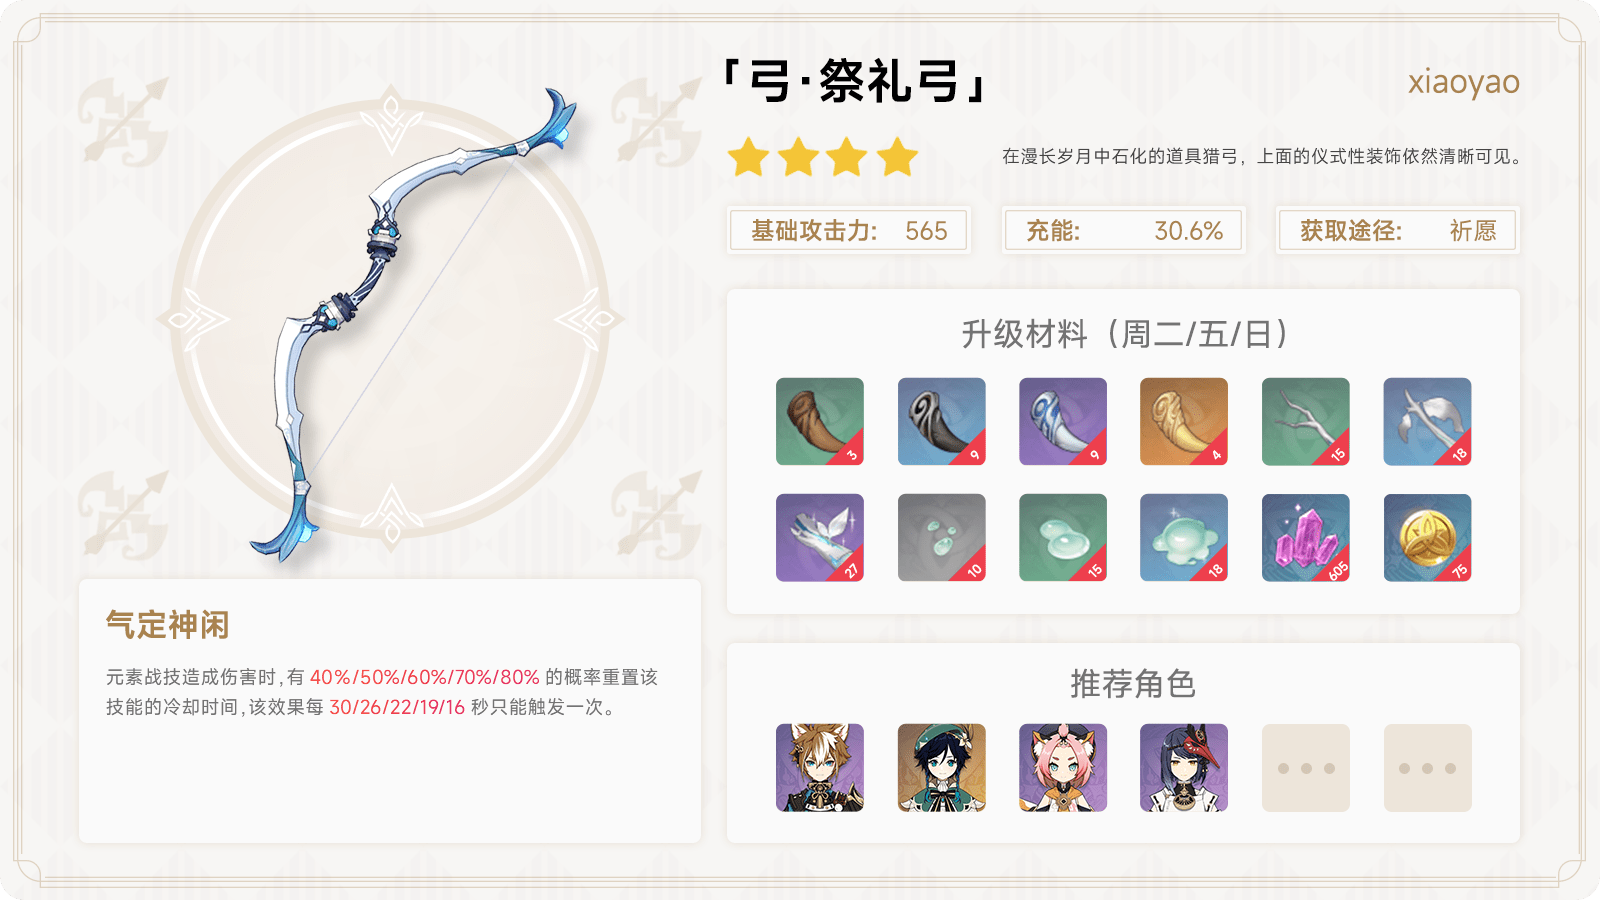 「弓·祭礼弓」
xiaoyao
在漫长岁月中石化的道具猎弓，上面的仪式性装饰依然清晰可见。
基础攻击力: 565
充能: 30.6%
获取途径: 祈愿
升级材料（周二/五/日）
3 9 9 4 15 18
27 10 15 18 605 75
气定神闲
元素战技造成伤害时,有 40%/50%/60%/70%/80% 的概率重置该
技能的冷却时间,该效果每 30/26/22/19/16 秒只能触发一次。
推荐角色